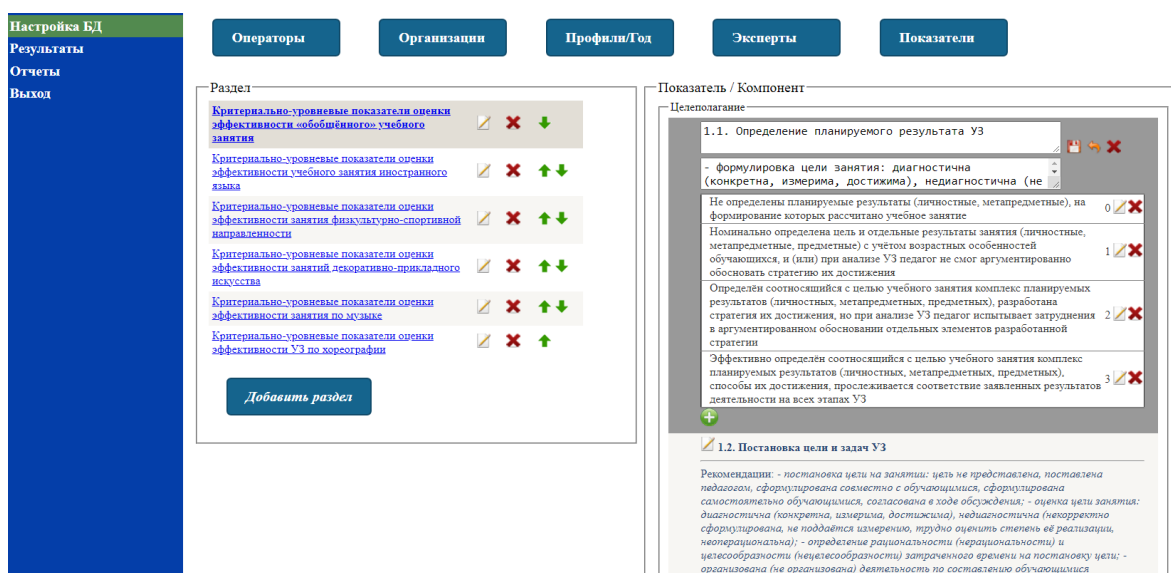 Настройка БД
Результаты
Отчеты
Выход
Операторы
Организации
Профили/Год
Эксперты
Показатели
Раздел
Критериально-уровневые показатели оценки
эффективности «обобщённого» учебного
занятия
Критериально-уровневые показатели оценки
эффективности учебного занятия иностранного
языка
Критериально-уровневые показатели оценки
эффективности занятия физкультурно-спортивной
направленности
Критериально-уровневые показатели оценки
эффективности занятий декоративно-прикладного
искусства
Критериально-уровневые показатели оценки
эффективности занятия по музыке
Критериально-уровневые показатели оценки
эффективности УЗ по хореографии
Добавить раздел
Показатель / Компонент
Целеполагание
1.1. Определение планируемого результата УЗ
- формулировка цели занятия: диагностична
(конкретна, измерима, достижима), недиагностична (не
Не определены планируемые результаты (личностные, метапредметные), на
формирование которых рассчитано учебное занятие
0
Номинально определена цель и отдельные результаты занятия (личностные,
метапредметные, предметные) с учётом возрастных особенностей
обучающихся, и (или) при анализе УЗ педагог не смог аргументированно
обосновать стратегию их достижения
1
Определён соотносящийся с целью учебного занятия комплекс планируемых
результатов (личностных, метапредметных, предметных), разработана
стратегия их достижения, но при анализе УЗ педагог испытывает затруднения
в аргументированном обосновании отдельных элементов разработанной
стратегии
2
Эффективно определён соотносящийся с целью учебного занятия комплекс
планируемых результатов (личностных, метапредметных, предметных),
способы их достижения, прослеживается соответствие заявленных результатов
деятельности на всех этапах УЗ
3
1.2. Постановка цели и задач УЗ
Рекомендации: - постановка цели на занятии: цель не представлена, поставлена
педагогом, сформулирована совместно с обучающимися, сформулирована
самостоятельно обучающимися, согласована в ходе обсуждения; - оценка цели занятия:
диагностична (конкретна, измерима, достижима), недиагностична (некорректно
сформулирована, не поддаётся измерению, трудно оценить степень её реализации,
неоперациональна); - определение рациональности (нерациональности) и
целесообразности (нецелесообразности) затраченного времени на постановку цели; -
организована (не организована) деятельность по составлению обучающимися